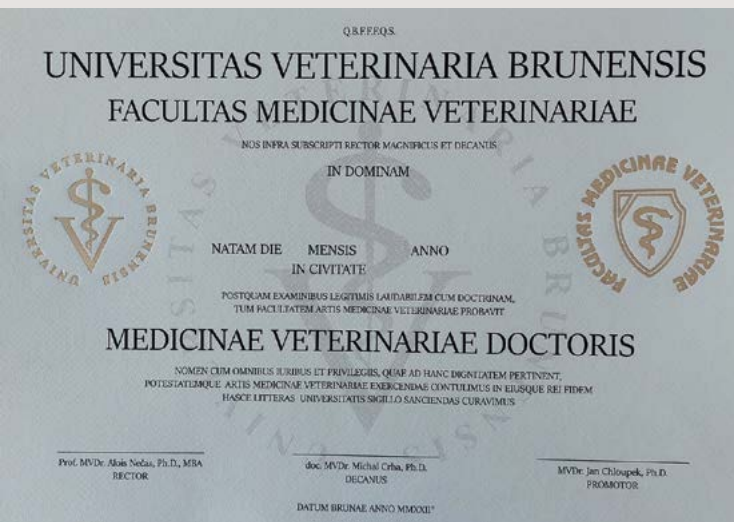 Q.B.F.F.F.Q.S.
UNIVERSITAS VETERINARIA BRUNENSIS
FACULTAS MEDICINAE VETERINARIAE
NOS INFRA SUBSCRIPTI RECTOR MAGNIFICUS ET DECANUS
IN DOMINAM
UNIVERSITAS VETERINARIA BRUNENSIS
FACULTAS MEDICINAE VETERINARIAE
UNIVERSITAS VETERINARIA BRUNENSIS
NATAM DIE MENSIS ANNO
IN CIVITATE
POSTQUAM EXAMINIBUS LEGITIMIS LAUDABILEM CUM DOCTRINAM,
TUM FACULTATEM ARTIS MEDICINAE VETERINARIAE PROBAVIT
MEDICINAE VETERINARIAE DOCTORIS
NOMEN CUM OMNIBUS IURIBUS ET PRIVILEGIIS, QUAE AD HANC DIGNITATEM PERTINENT,
POTESTATEMQUE ARTIS MEDICINAE VETERINARIAE EXERCENDAE CONTULIMUS IN EIUSQUE REI FIDEM
HASCE LITTERAS UNIVERSITATIS SIGILLO SANCIENDAS CURAVIMUS
Prof. MVDr. Alois Nečas, Ph.D., MBA
RECTOR
doc. MVDr. Michal Crha, Ph.D.
DECANUS
MVDr. Jan Chloupek, Ph.D.
PROMOTOR
DATUM BRUNAE ANNO MMXXII°